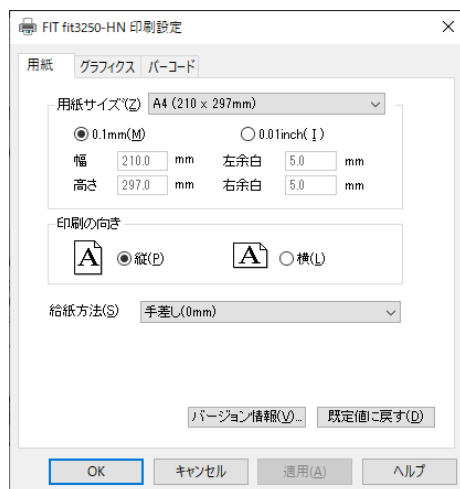 FIT fit3250-HN 印刷設定
用紙 グラフィクス バーコード
用紙サイズ(Z) A4 (210 x 297mm)
0.1mm(M) 0.01inch(I)
幅 210.0 mm 左余白 5.0 mm
高さ 297.0 mm 右余白 5.0 mm
印刷の向き
A 縦(P) A 横(L)
給紙方法(S) 手差し(0mm)
バージョン情報(V)... 既定値に戻す(D)
OK キャンセル 適用(A) ヘルプ